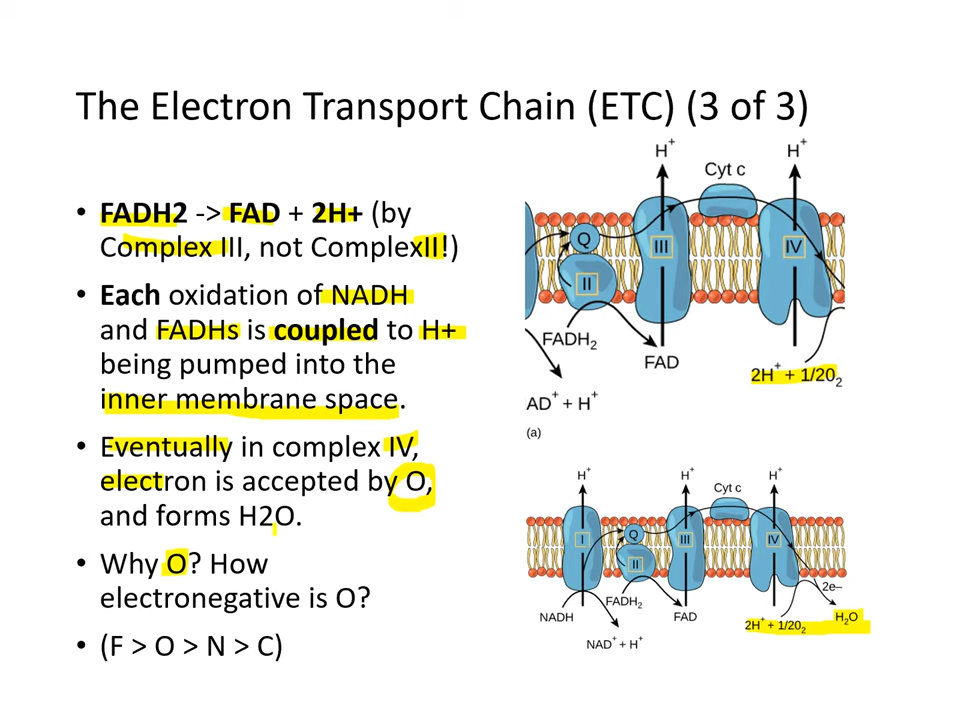 The Electron Transport Chain (ETC) (3 of 3)
• FADH2 -> FAD + 2H+ (by
Complex III, not ComplexII!)
• Each oxidation of NADH
and FADHs is coupled to H+
being pumped into the
inner membrane space.
• Eventually in complex IV,
electron is accepted by O,
and forms H2O.
• Why O? How
electronegative is O?
• (F > O > N > C)
H+
H+
Cyt c
Q
III
IV
II
FADH2
FAD
2H+ + 1/2O2
AD+ + H+
(a)
H+
H+
H+
Cyt c
I
Q
III
IV
II
2e–
FADH2
NADH
FAD
2H+ + 1/2O2
H2O
NAD+ + H+